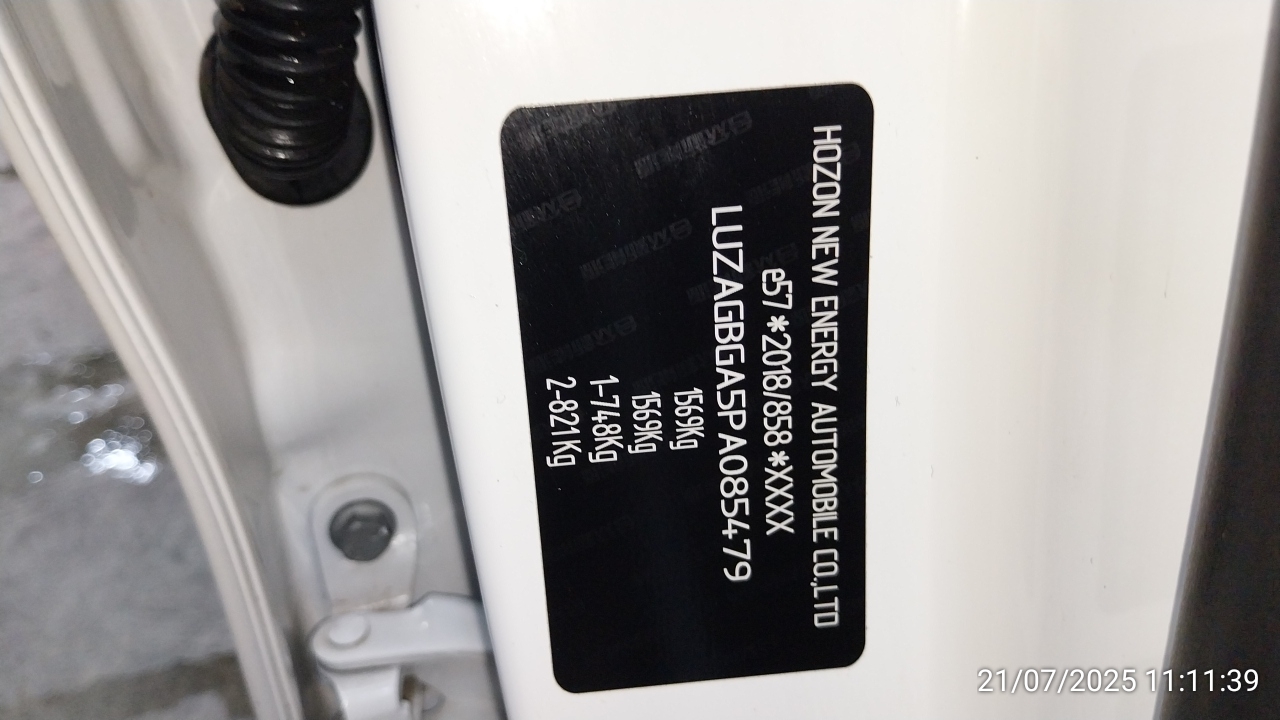 HOZON NEW ENERGY AUTOMOBILE CO.,LTD
e57*2018/858*XXXX
LUZAGBGA5PA085479
1569Kg
1569Kg
1-748Kg
2-821Kg
21/07/2025 11:11:39